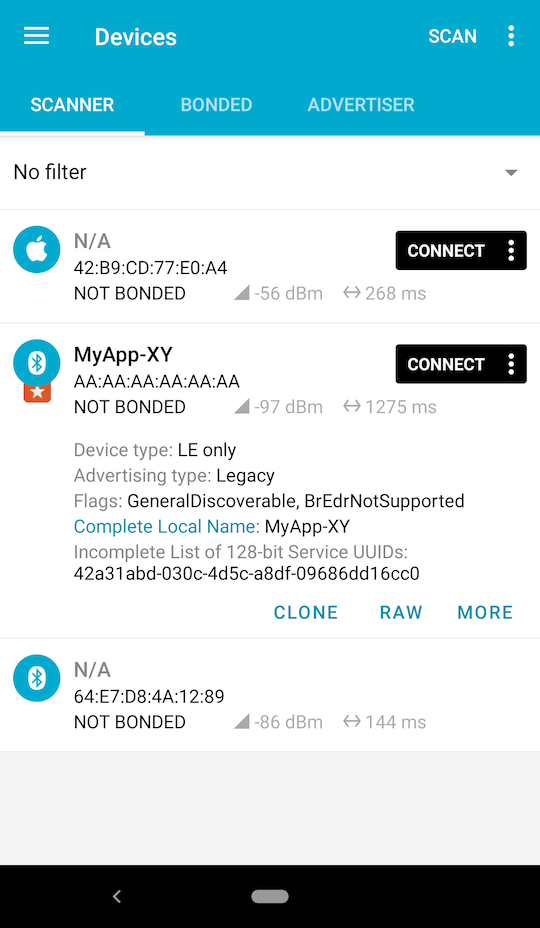 Devices
SCAN
SCANNER
BONDED
ADVERTISER
No filter
N/A
42:B9:CD:77:E0:A4
NOT BONDED
-56 dBm
268 ms
CONNECT
MyApp-XY
AA:AA:AA:AA:AA:AA
NOT BONDED
-97 dBm
1275 ms
CONNECT
Device type: LE only
Advertising type: Legacy
Flags: GeneralDiscoverable, BrEdrNotSupported
Complete Local Name: MyApp-XY
Incomplete List of 128-bit Service UUIDs:
42a31abd-030c-4d5c-a8df-09686dd16cc0
CLONE
RAW
MORE
N/A
64:E7:D8:4A:12:89
NOT BONDED
-86 dBm
144 ms